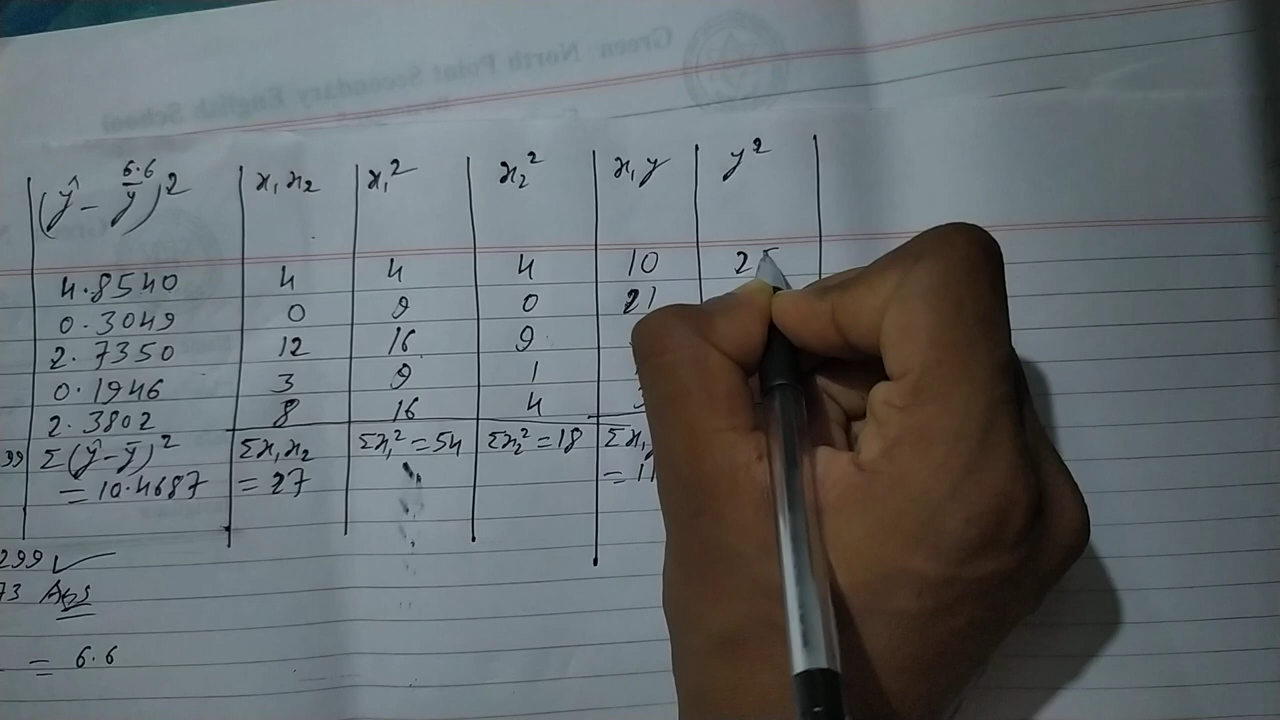 Green North Point Secondary English School
6.6
(ŷ - ȳ)² x₁x₂ x₁² x₂² x₁y y²
4.8540 4 4 4 10 25
0.3049 0 9 0 21
2.7350 12 16 9
0.1946 3 9 1
2.3802 8 16 4
99 Σ(ŷ-ȳ)² Σx₁x₂ Σx₁²=54 Σx₂²=18 Σx₁
=10.4687 =27 =11
299 ✓
73 Ans
= 6.6